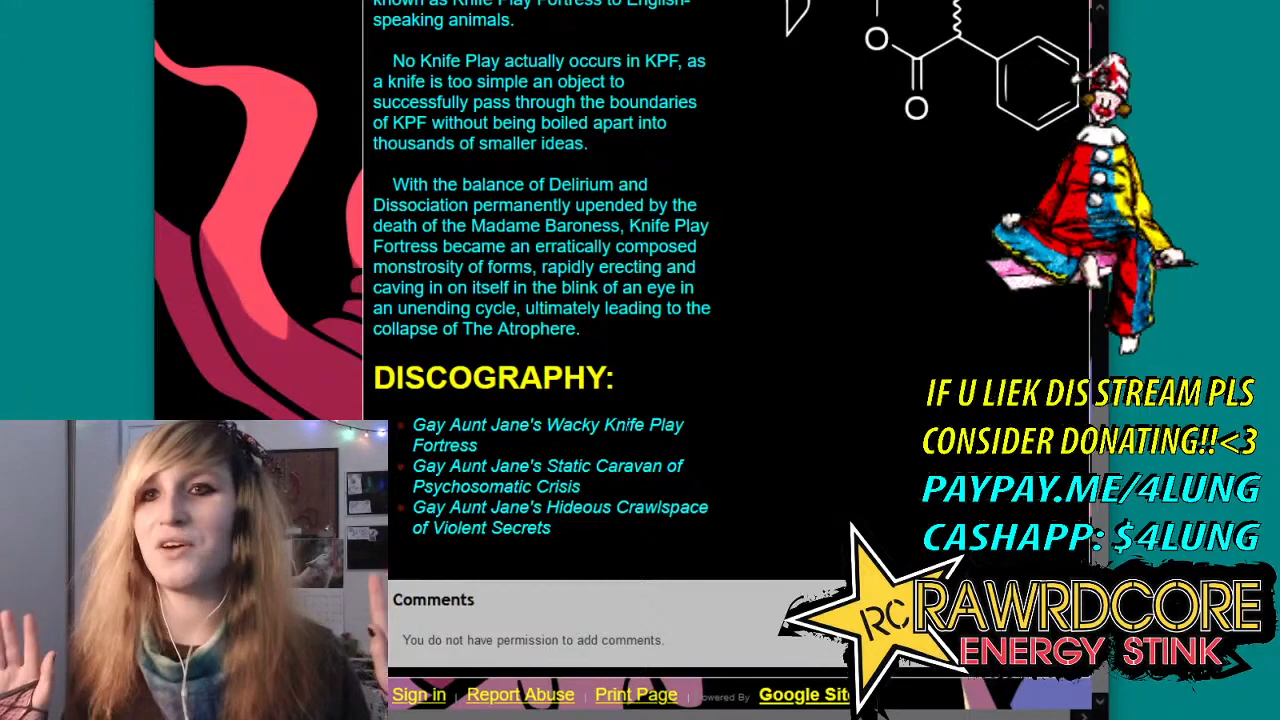 known as Knife Play Fortress to English-
speaking animals.
No Knife Play actually occurs in KPF, as
a knife is too simple an object to
successfully pass through the boundaries
of KPF without being boiled apart into
thousands of smaller ideas.
With the balance of Delirium and
Dissociation permanently upended by the
death of the Madame Baroness, Knife Play
Fortress became an erratically composed
monstrosity of forms, rapidly erecting and
caving in on itself in the blink of an eye in
an unending cycle, ultimately leading to the
collapse of The Atrophere.
DISCOGRAPHY:
Gay Aunt Jane's Wacky Knife Play
Fortress
Gay Aunt Jane's Static Caravan of
Psychosomatic Crisis
Gay Aunt Jane's Hideous Crawlspace
of Violent Secrets
Comments
You do not have permission to add comments.
Sign in | Report Abuse | Print Page | Powered By Google Site
O
O
IF U LIEK DIS STREAM PLS
CONSIDER DONATING!!<3
PAYPAY.ME/4LUNG
CASHAPP: $4LUNG
RC RAWRDCORE
ENERGY STINK